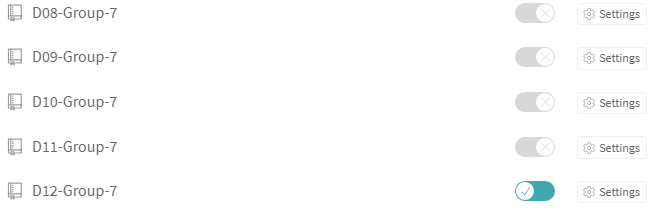 D08-Group-7 Settings
D09-Group-7 Settings
D10-Group-7 Settings
D11-Group-7 Settings
D12-Group-7 Settings